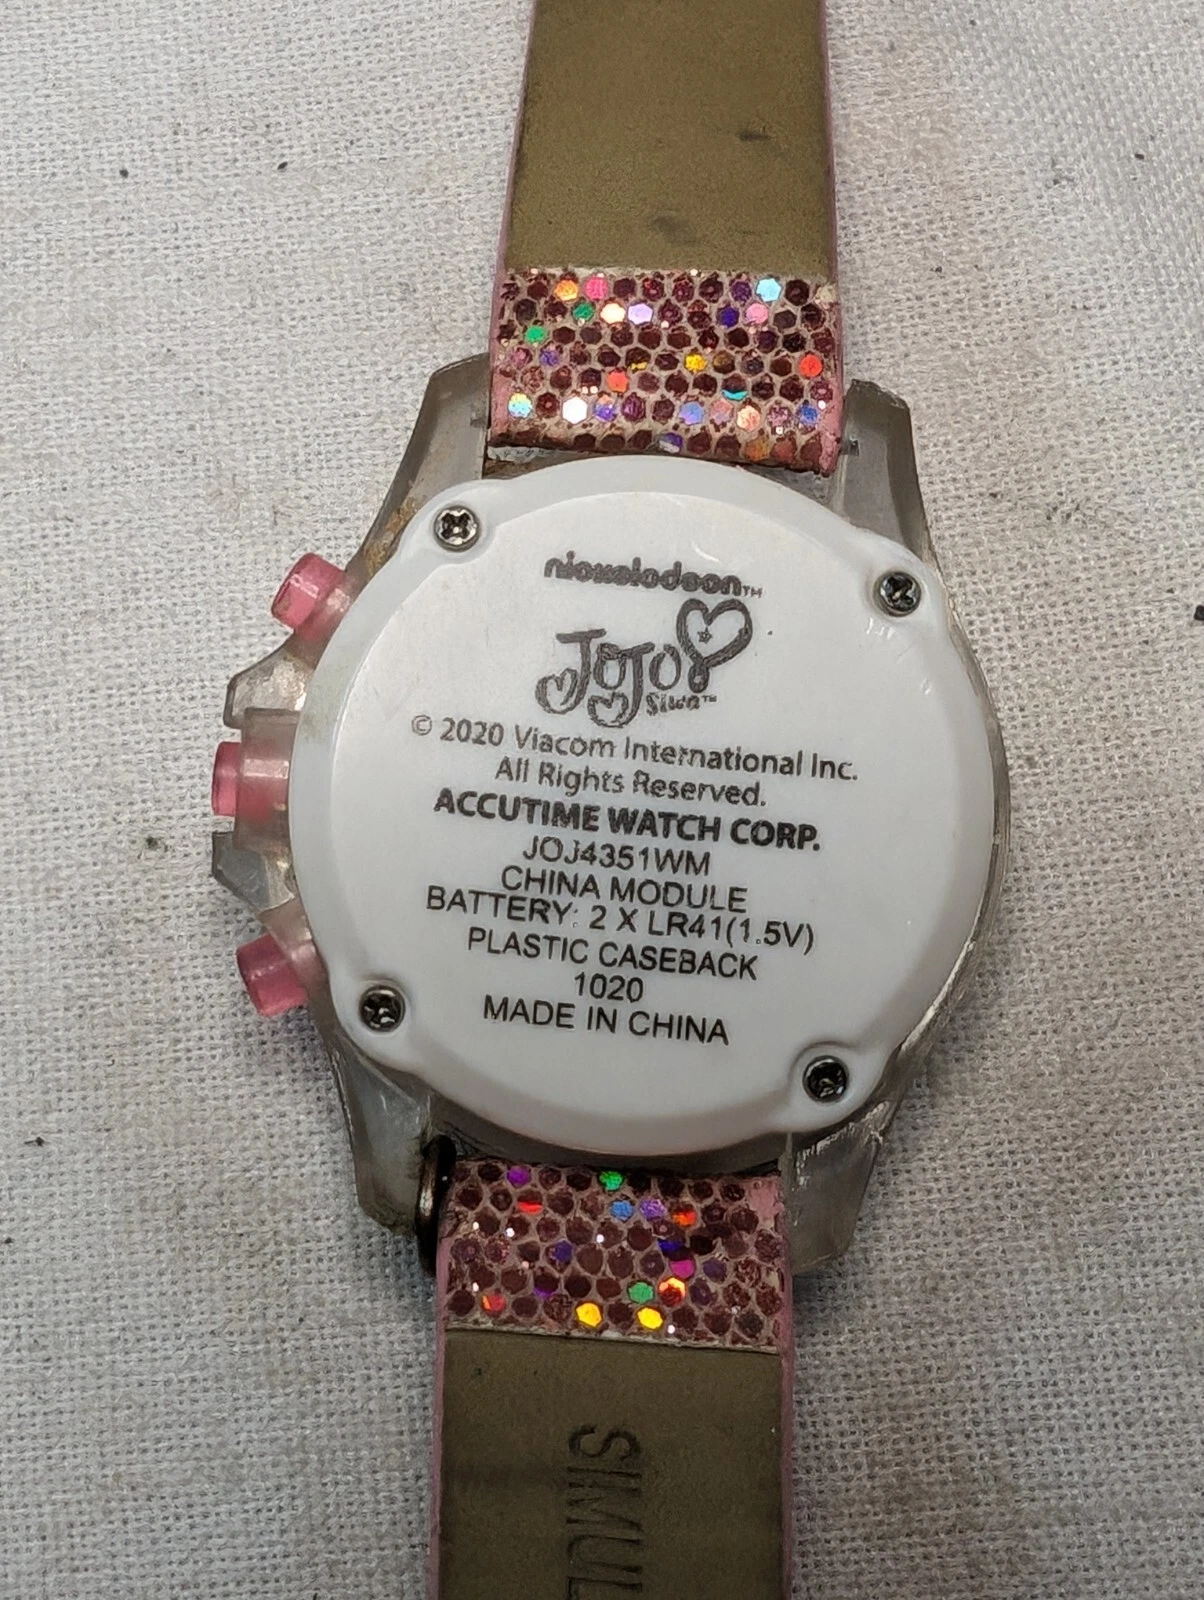 nickelodeon™
JoJo
Siwa™
© 2020 Viacom International Inc.
All Rights Reserved.
ACCUTIME WATCH CORP.
JOJ4351WM
CHINA MODULE
BATTERY: 2 X LR41(1.5V)
PLASTIC CASEBACK
1020
MADE IN CHINA
SIMUL